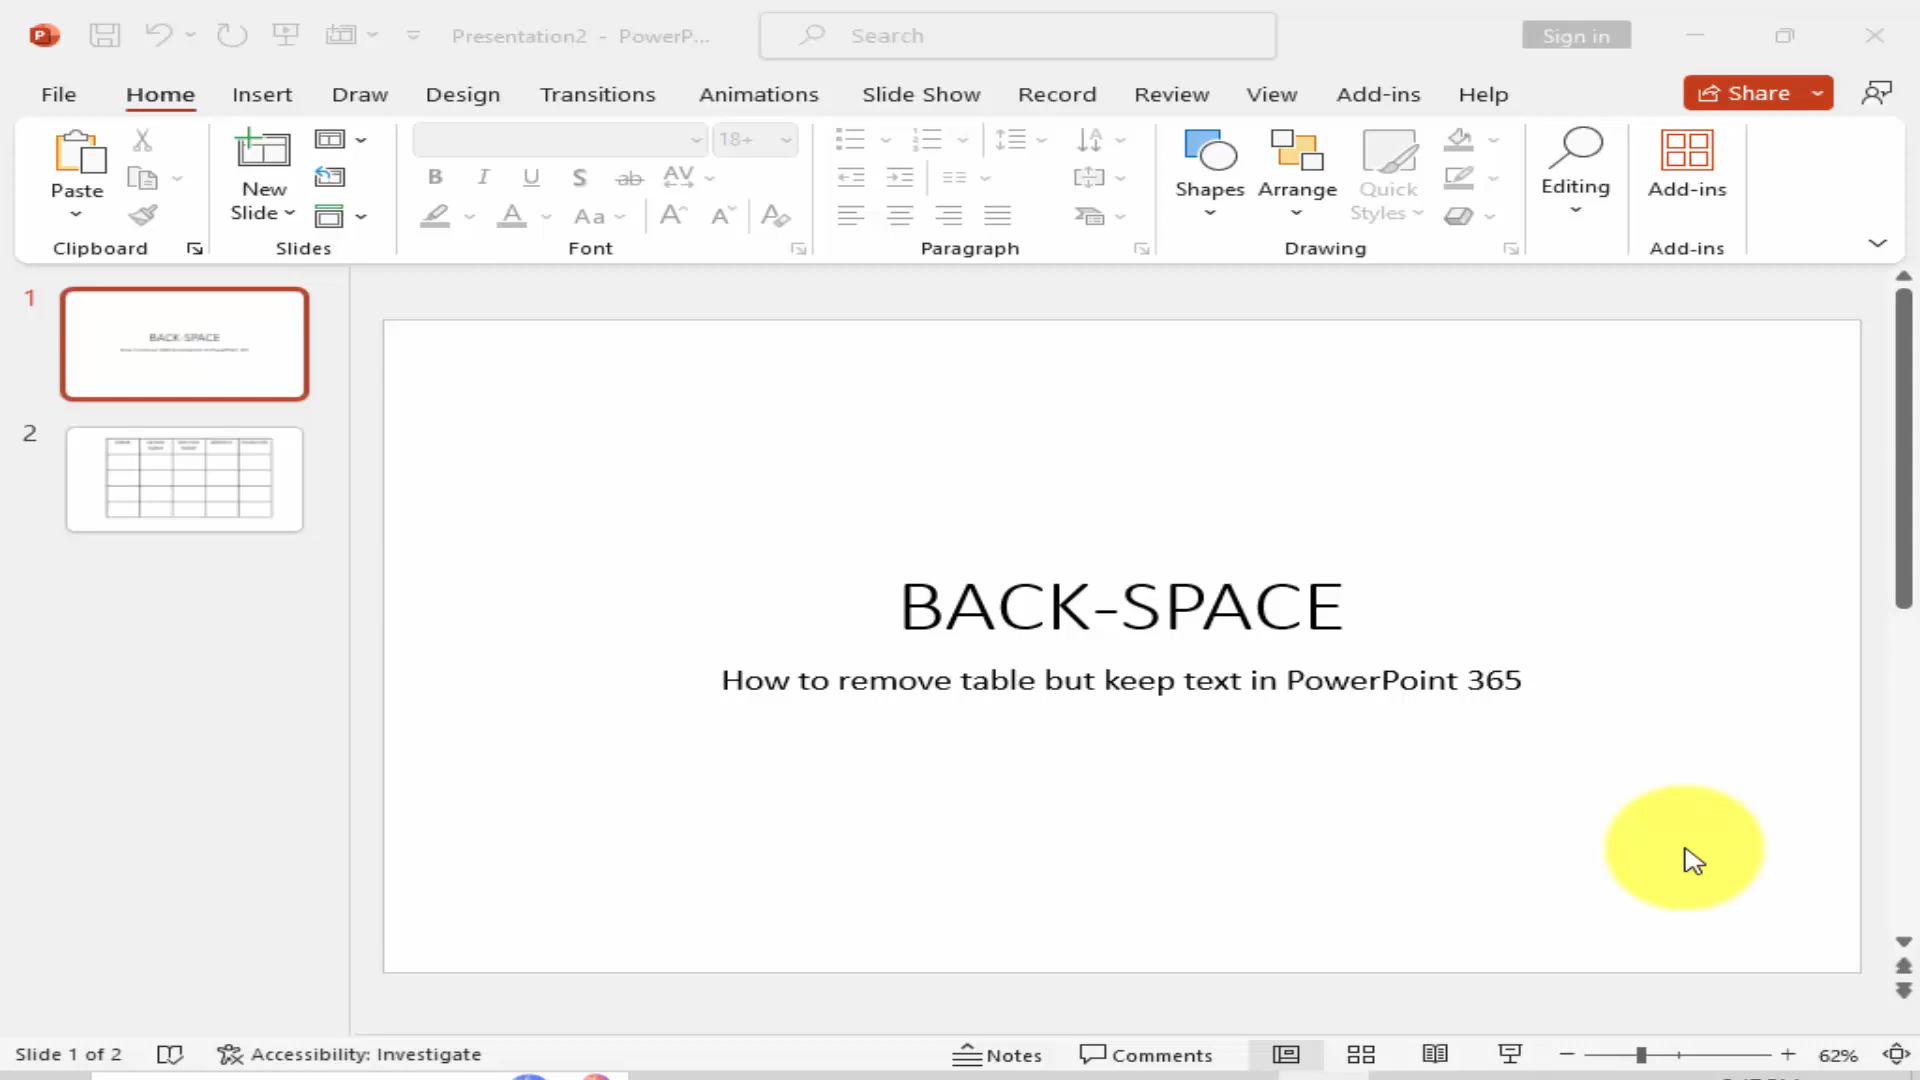 Presentation2 - PowerP...
Search
Sign in
File Home Insert Draw Design Transitions Animations Slide Show Record Review View Add-ins Help Share
Paste
New
Slide
18+
B I U S ab AV
A Aa A A A
Shapes Arrange Quick
Styles
Editing
Add-ins
Clipboard Slides Font Paragraph Drawing Add-ins
1
BACK-SPACE
2
BACK-SPACE
How to remove table but keep text in PowerPoint 365
Slide 1 of 2 Accessibility: Investigate Notes Comments 62%